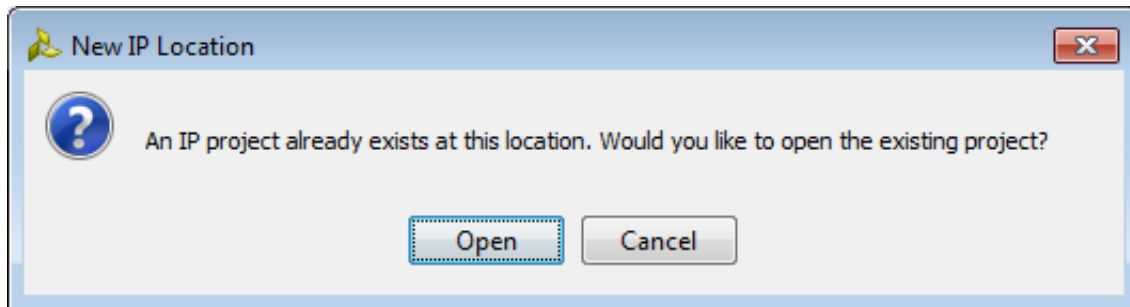 New IP Location
An IP project already exists at this location. Would you like to open the existing project?
Open
Cancel